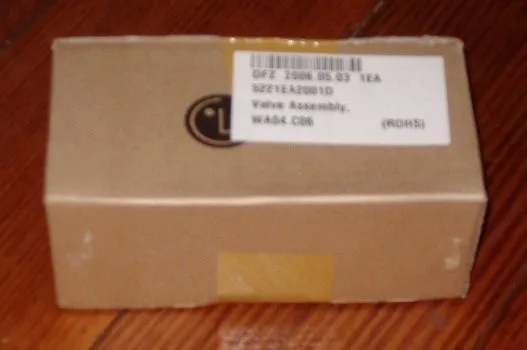 DFZ 2006.05.03 1EA
5221EA2001D
Valve Assembly.
WA04.C06 (ROHS)
L